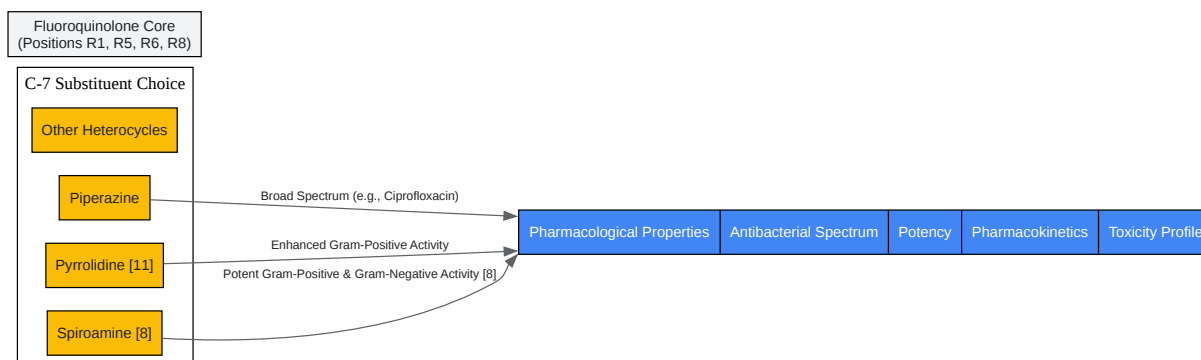 Fluoroquinolone Core
(Positions R1, R5, R6, R8)
C-7 Substituent Choice
Other Heterocycles
Piperazine
Broad Spectrum (e.g., Ciprofloxacin)
Pyrrolidine [11]
Enhanced Gram-Positive Activity
Potent Gram-Positive & Gram-Negative Activity [8]
Spiroamine [8]
Pharmacological Properties
Antibacterial Spectrum
Potency
Pharmacokinetics
Toxicity Profile